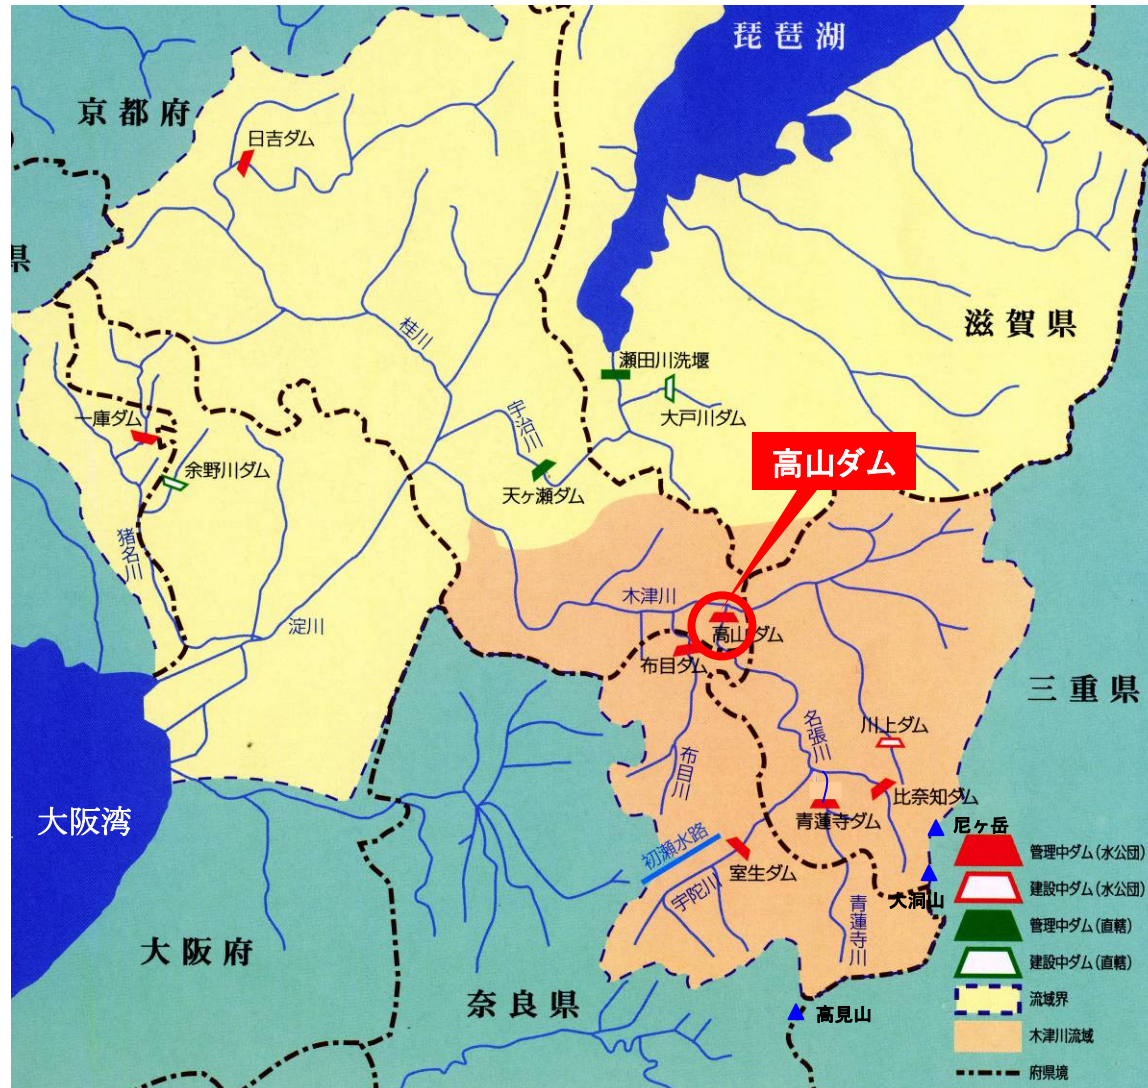 琵琶湖
京都府
日吉ダム
県
滋賀県
桂川
瀬田川洗堰
大戸川ダム
宇治川
一庫ダム
余野川ダム
天ヶ瀬ダム
高山ダム
猪名川
淀川
木津川
高山ダム
布目ダム
三重県
名張川
川上ダム
布目川
比奈知ダム
青蓮寺ダム
大阪湾
初瀬水路
室生ダム
宇陀川
青蓮寺川
尼ヶ岳
大洞山
大阪府
奈良県
高見山
管理中ダム(水公団)
建設中ダム(水公団)
管理中ダム(直轄)
建設中ダム(直轄)
流域界
木津川流域
府県境